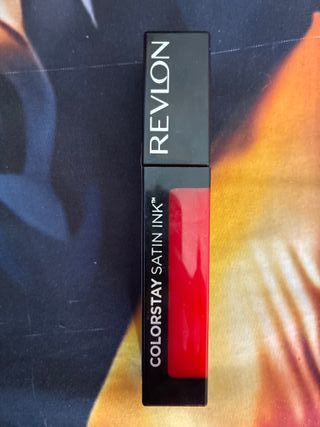 REVLON
COLORSTAY SATIN INK™